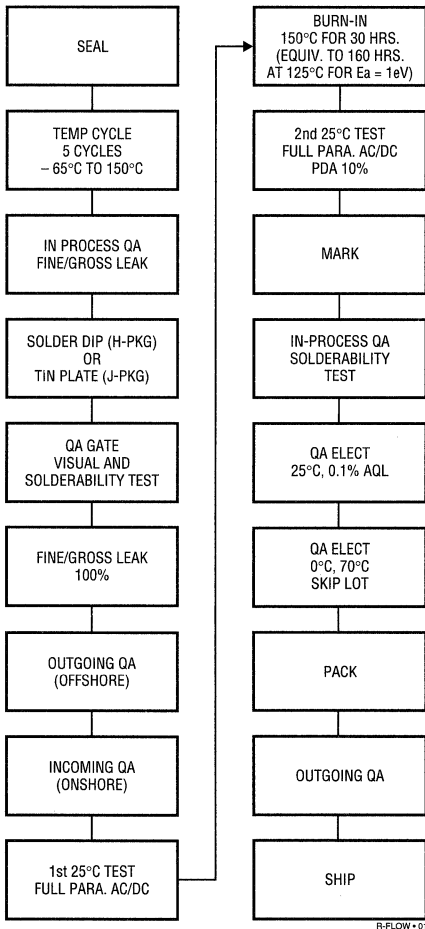 SEAL
TEMP CYCLE
5 CYCLES
– 65°C TO 150°C
IN PROCESS QA
FINE/GROSS LEAK
SOLDER DIP (H-PKG)
OR
TIN PLATE (J-PKG)
QA GATE
VISUAL AND
SOLDERABILITY TEST
FINE/GROSS LEAK
100%
OUTGOING QA
(OFFSHORE)
INCOMING QA
(ONSHORE)
1st 25°C TEST
FULL PARA. AC/DC
BURN-IN
150°C FOR 30 HRS.
(EQUIV. TO 160 HRS.
AT 125°C FOR Ea = 1eV)
2nd 25°C TEST
FULL PARA. AC/DC
PDA 10%
MARK
IN-PROCESS QA
SOLDERABILITY
TEST
QA ELECT
25°C, 0.1% AQL
QA ELECT
0°C, 70°C
SKIP LOT
PACK
OUTGOING QA
SHIP
R-FLOW • 01